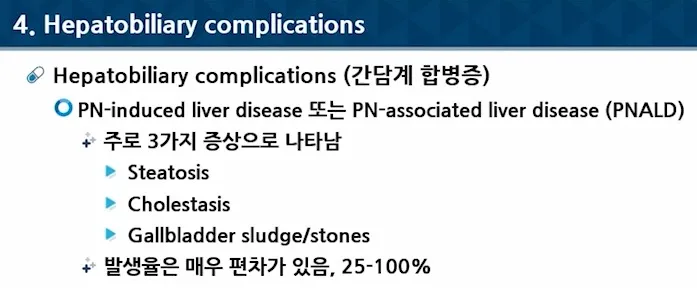 4. Hepatobiliary complications
Hepatobiliary complications (간담계 합병증)
PN-induced liver disease 또는 PN-associated liver disease (PNALD)
주로 3가지 증상으로 나타남
Steatosis
Cholestasis
Gallbladder sludge/stones
발생율은 매우 편차가 있음, 25-100%